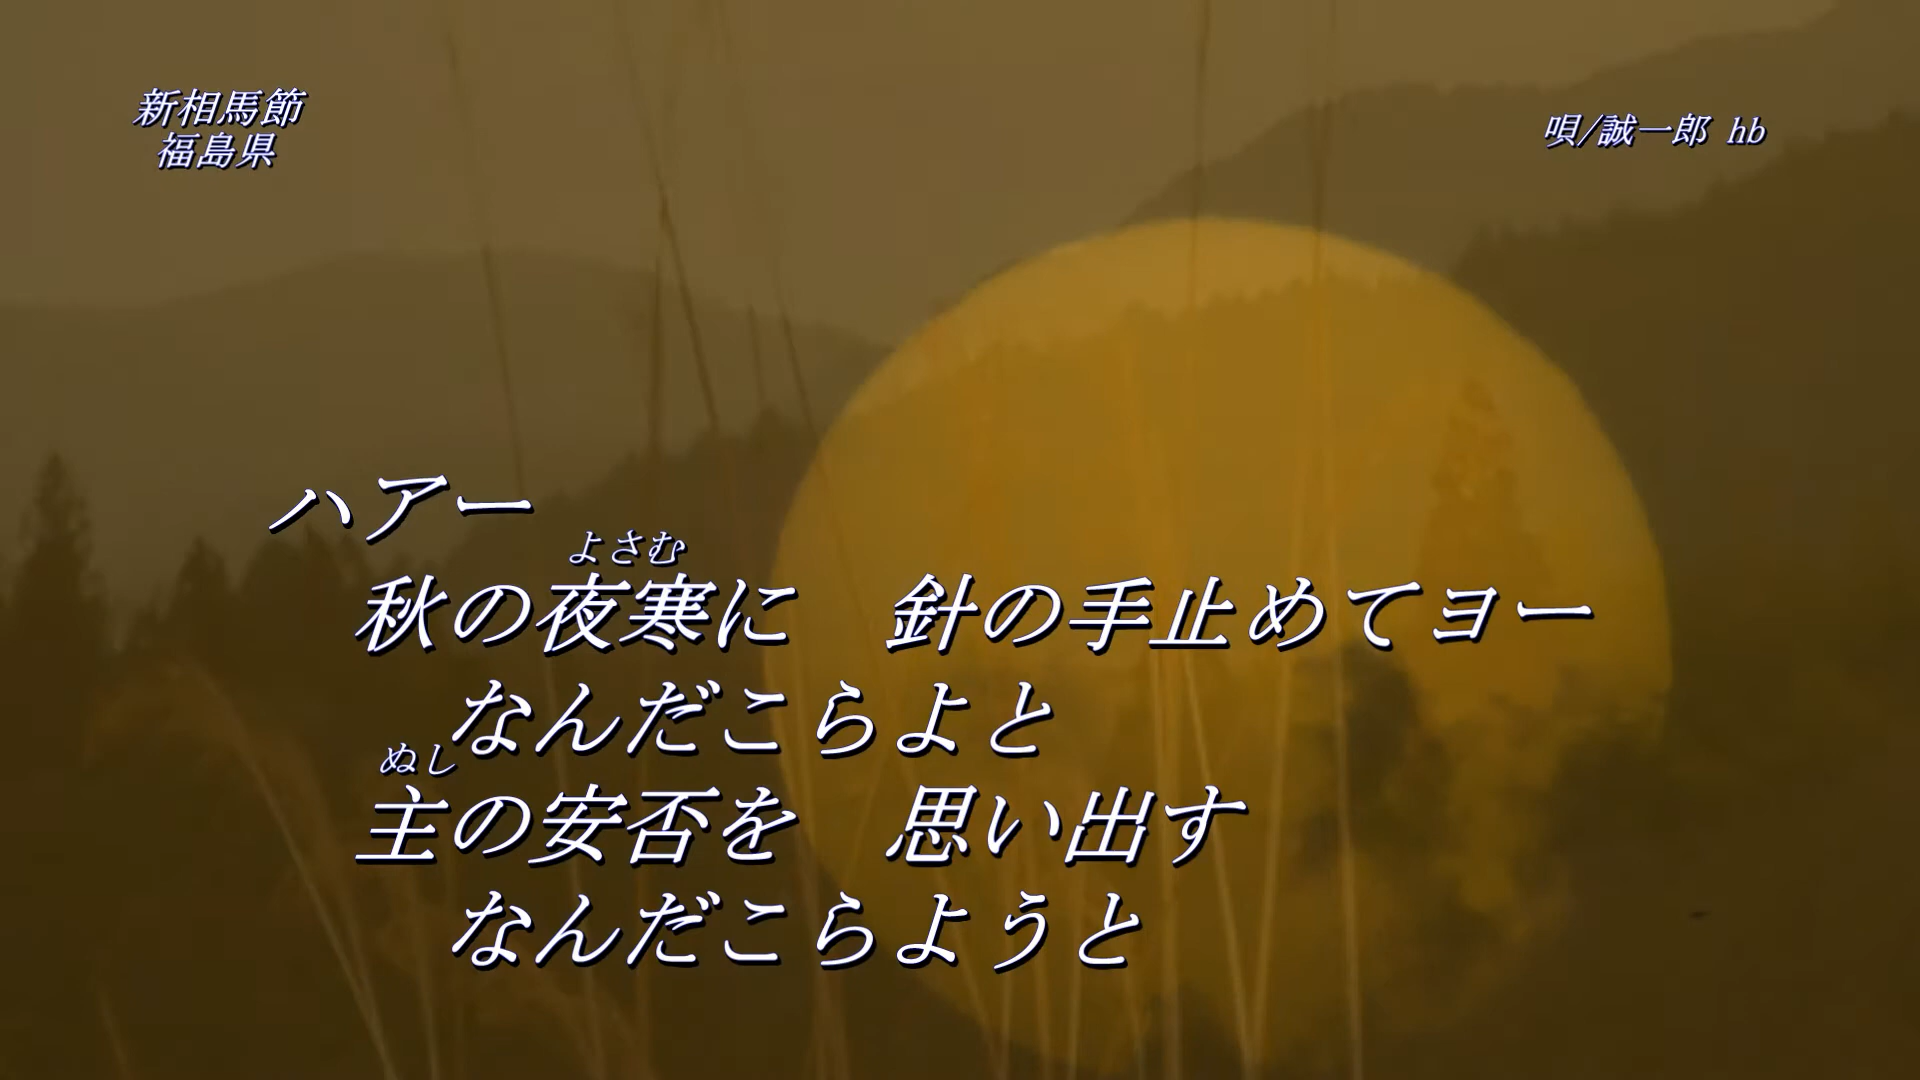 新相馬節
福島県
唄/誠一郎 hb
ハアー
よさむ
秋の夜寒に　針の手止めてヨー
なんだこらよと
ぬし
主の安否を　思い出す
なんだこらようと